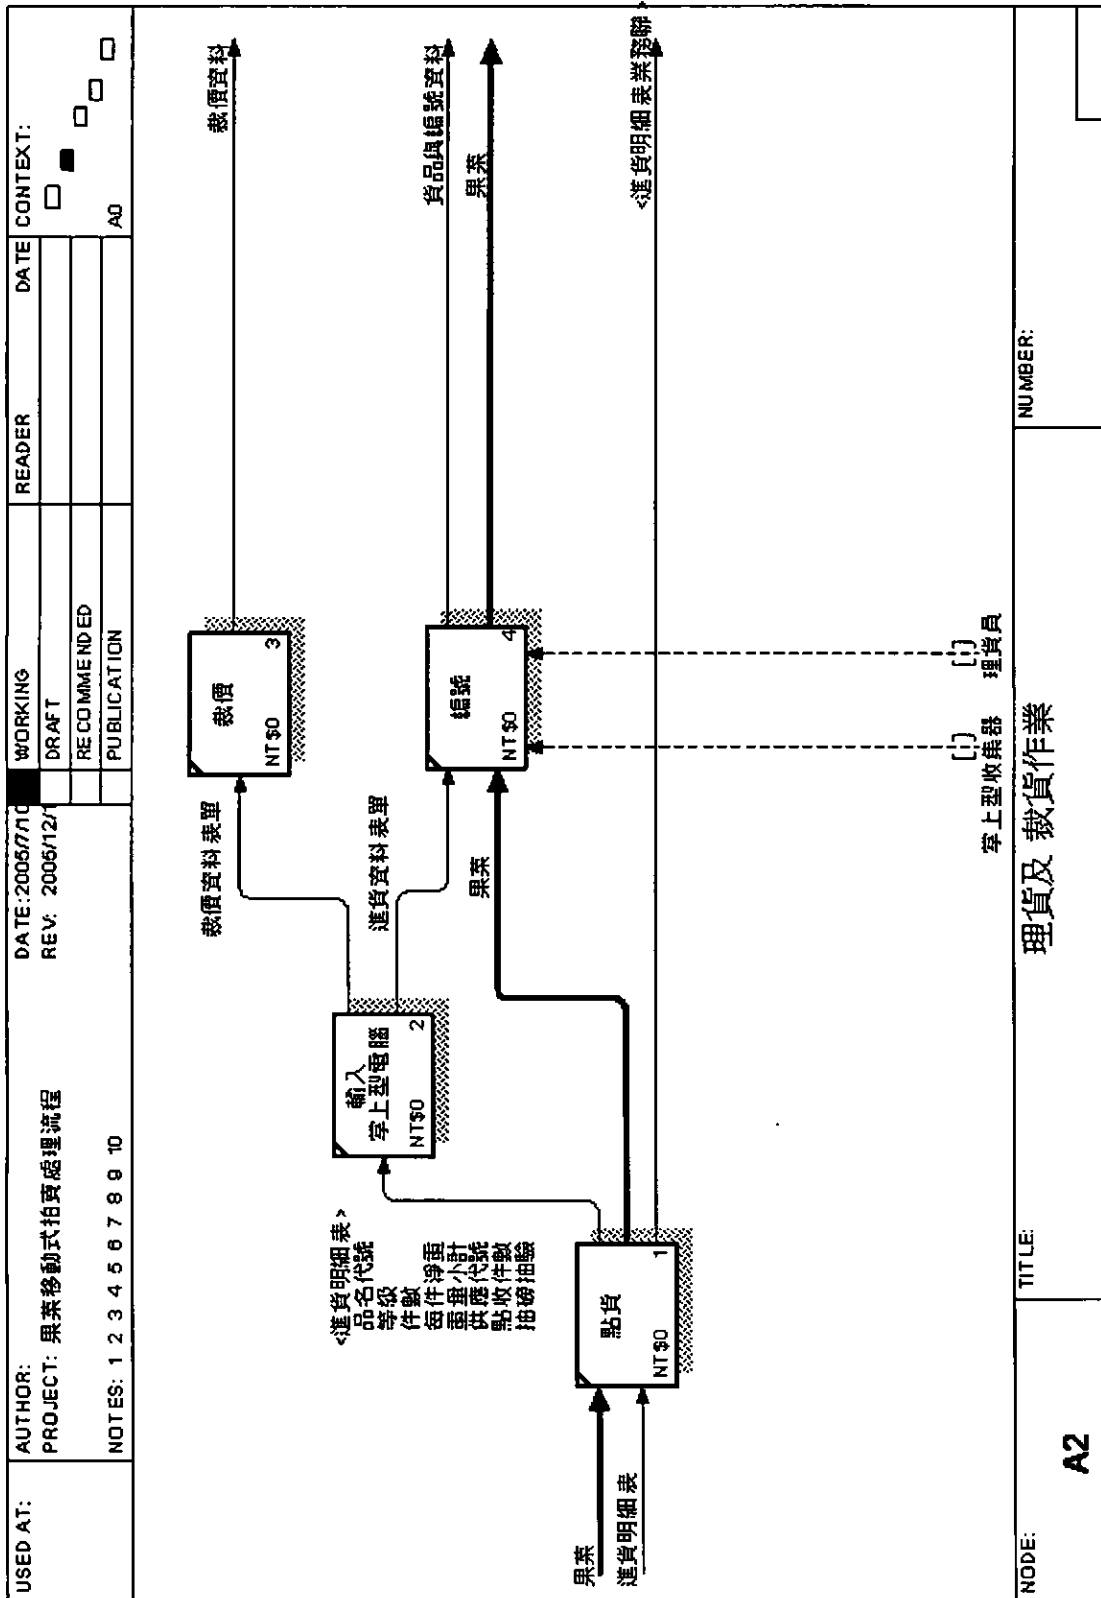 USED AT:
AUTHOR:
PROJECT: 果菜移動式拍賣處理流程
NOTES: 1 2 3 4 5 6 7 8 9 10
DATE:2005/7/10
REV: 2005/12/1
WORKING
DRAFT
RECOMMENDED
PUBLICATION
READER
DATE
CONTEXT:
A0
裁價資料
裁價
NT$0
3
裁價資料表單
輸入
掌上型電腦
NT$0
2
進貨資料表單
貨品與編號資料
果菜
編號
NT$0
4
果菜
<進貨明細表>
品名代號
等級
件數
每件淨重
重量小計
供應代號
點收件數
抽磅抽驗
點貨
NT$0
1
果菜
進貨明細表
<進貨明細表業務聯>
[ ]
掌上型收集器
[ ]
理貨員
NODE:
A2
TITLE:
理貨及 裁貨作業
NUMBER: